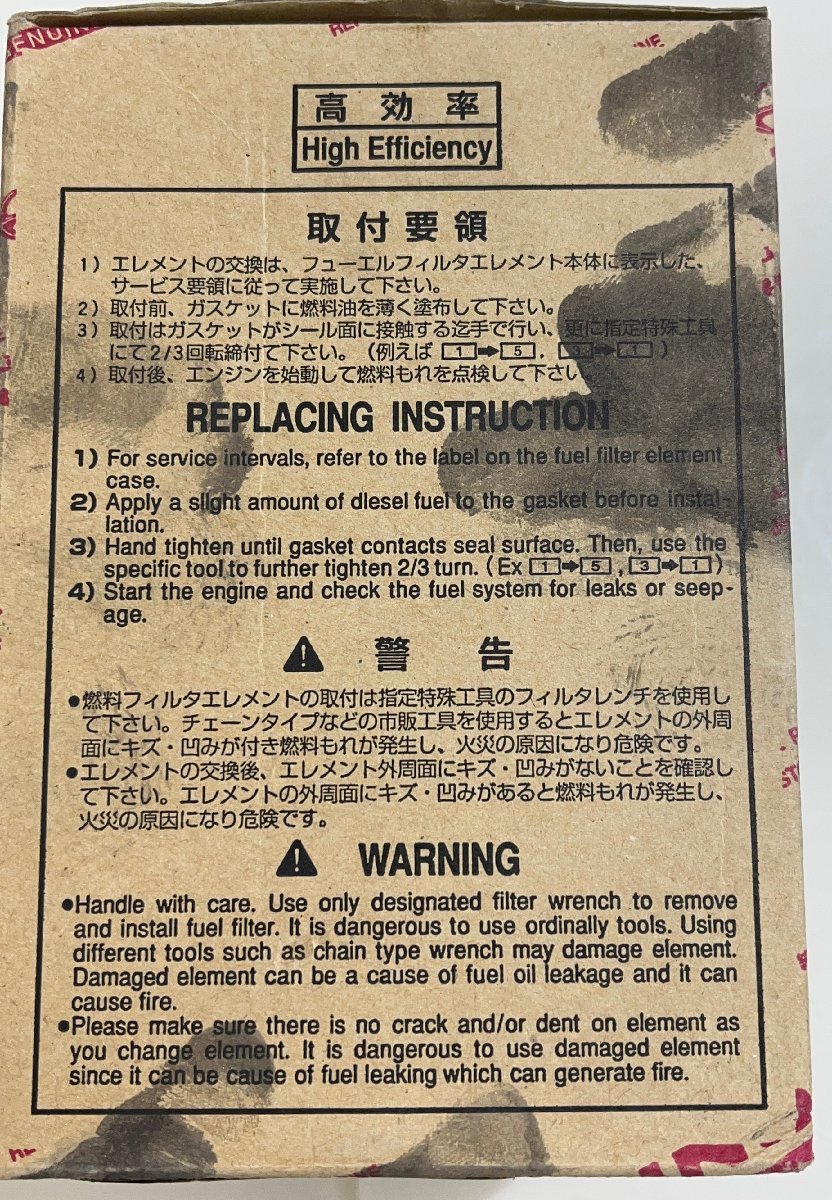 ENUIN
NE
高効率
High Efficiency
取付要領
1）エレメントの交換は、フューエルフィルタエレメント本体に表示した、
サービス要領に従って実施して下さい。
2）取付前、ガスケットに燃料油を薄く塗布して下さい。
3）取付はガスケットがシール面に接触する迄手で行い、更に指定特殊工具
にて2/3回転締付て下さい。（例えば 1➡5，3➡1）
4）取付後、エンジンを始動して燃料もれを点検して下さい
REPLACING INSTRUCTION
1) For service intervals, refer to the label on the fuel filter element
case.
2) Apply a slight amount of diesel fuel to the gasket before instal-
lation.
3) Hand tighten until gasket contacts seal surface. Then, use the
specific tool to further tighten 2/3 turn. (Ex 1➡5, 3➡1)
4) Start the engine and check the fuel system for leaks or seep-
age.
⚠ 警告
●燃料フィルタエレメントの取付は指定特殊工具のフィルタレンチを使用し
て下さい。チェーンタイプなどの市販工具を使用するとエレメントの外周
面にキズ・凹みが付き燃料もれが発生し、火災の原因になり危険です。
●エレメントの交換後、エレメント外周面にキズ・凹みがないことを確認し
て下さい。エレメントの外周面にキズ・凹みがあると燃料もれが発生し、
火災の原因になり危険です。
⚠ WARNING
●Handle with care. Use only designated filter wrench to remove
and install fuel filter. It is dangerous to use ordinally tools. Using
different tools such as chain type wrench may damage element.
Damaged element can be a cause of fuel oil leakage and it can
cause fire.
●Please make sure there is no crack and/or dent on element as
you change element. It is dangerous to use damaged element
since it can be cause of fuel leaking which can generate fire.